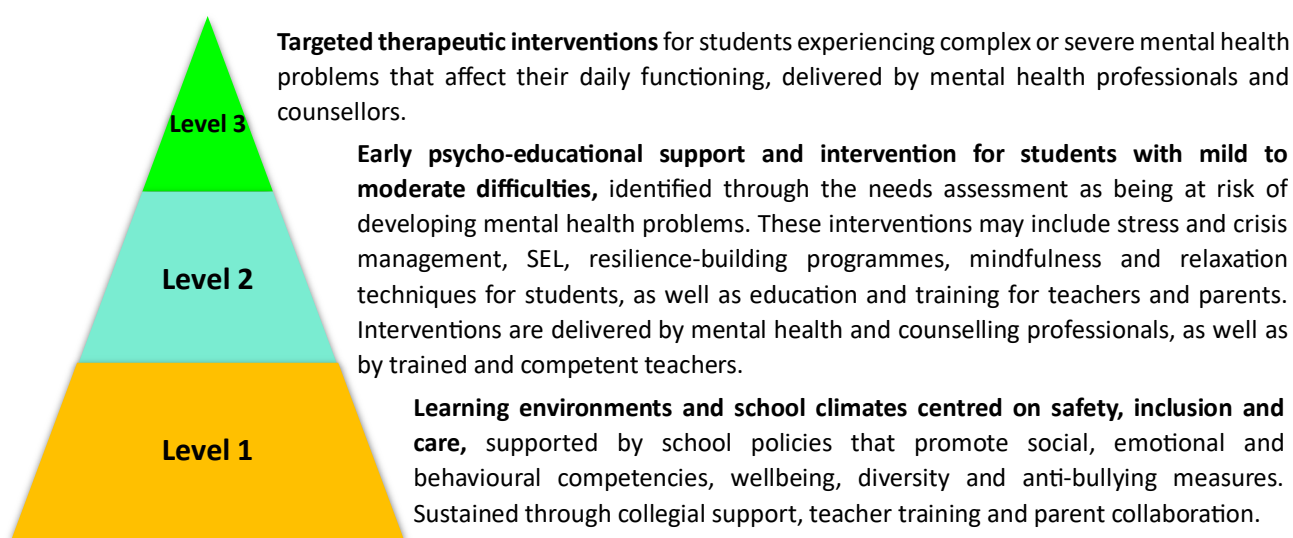 Targeted therapeutic interventions for students experiencing complex or severe mental health
problems that affect their daily functioning, delivered by mental health professionals and
counsellors.
Level 3
Early psycho-educational support and intervention for students with mild to
moderate difficulties, identified through the needs assessment as being at risk of
developing mental health problems. These interventions may include stress and crisis
management, SEL, resilience-building programmes, mindfulness and relaxation
techniques for students, as well as education and training for teachers and parents.
Interventions are delivered by mental health and counselling professionals, as well as
by trained and competent teachers.
Level 2
Learning environments and school climates centred on safety, inclusion and
care, supported by school policies that promote social, emotional and
behavioural competencies, wellbeing, diversity and anti-bullying measures.
Sustained through collegial support, teacher training and parent collaboration.
Level 1